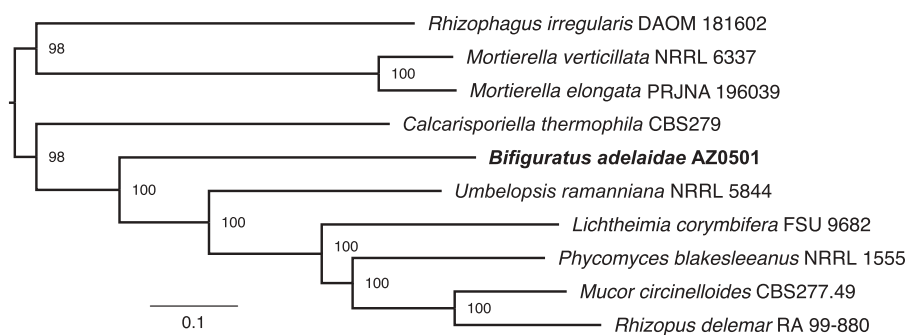 Rhizophagus irregularis DAOM 181602
98
Mortierella verticillata NRRL 6337
100
Mortierella elongata PRJNA 196039
Calcarisporiella thermophila CBS279
98
Bifiguratus adelaidae AZ0501
100
Umbelopsis ramanniana NRRL 5844
100
Lichtheimia corymbifera FSU 9682
100
Phycomyces blakesleeanus NRRL 1555
100
Mucor circinelloides CBS277.49
100
0.1
Rhizopus delemar RA 99-880